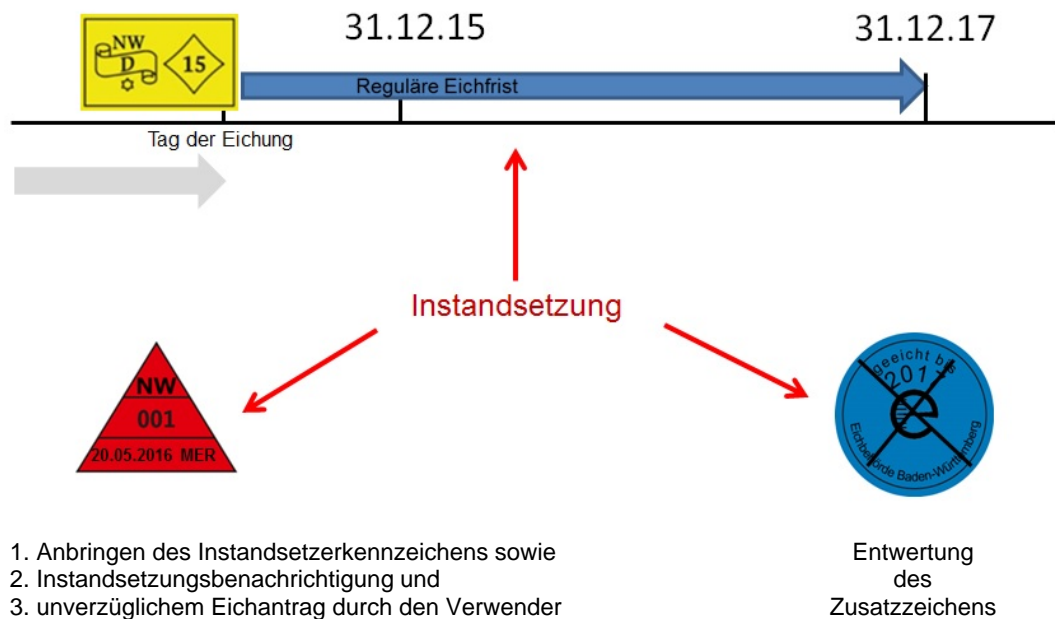 31.12.15
31.12.17
NW
D
15
Reguläre Eichfrist
Tag der Eichung
Instandsetzung
NW
001
20.05.2016 MER
geeicht bis
2017
Eichbehörde Baden-Württemberg
1. Anbringen des Instandsetzerkennzeichens sowie
2. Instandsetzungsbenachrichtigung und
3. unverzüglichem Eichantrag durch den Verwender
Entwertung
des
Zusatzzeichens